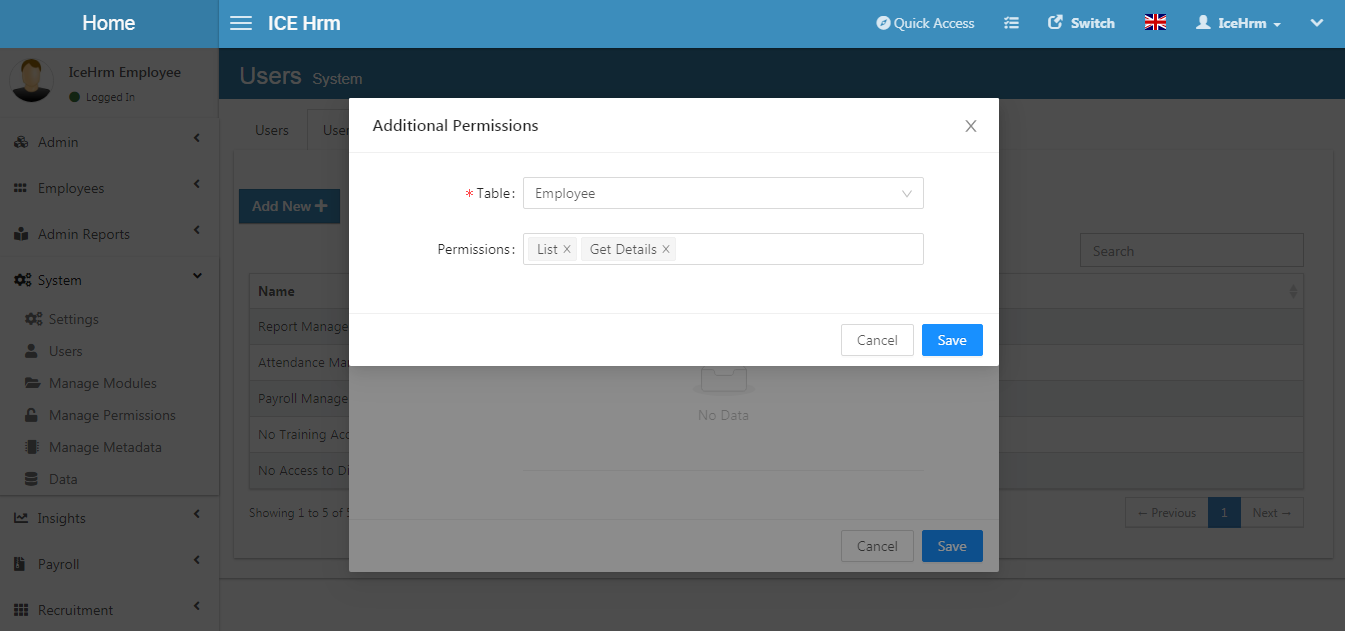 Home
ICE Hrm
Quick Access
Switch
IceHrm
IceHrm Employee
Logged In
Users System
Admin
Employees
Admin Reports
System
Settings
Users
Manage Modules
Manage Permissions
Manage Metadata
Data
Insights
Payroll
Recruitment
Users
User
Add New +
Search
Name
Report Manage
Attendance Ma
Payroll Manage
No Training Acc
No Access to Di
Showing 1 to 5 of 5
← Previous 1 Next →
Additional Permissions
* Table:
Employee
Permissions:
List × Get Details ×
Cancel Save
No Data
Cancel Save